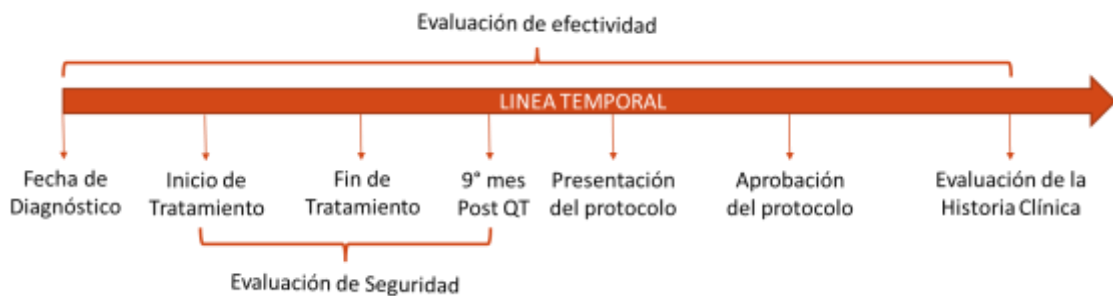 Evaluación de efectividad
LINEA TEMPORAL
Fecha de
Diagnóstico
Inicio de
Tratamiento
Fin de
Tratamiento
9° mes
Post QT
Presentación
del protocolo
Aprobación
del protocolo
Evaluación de la
Historia Clínica
Evaluación de Seguridad